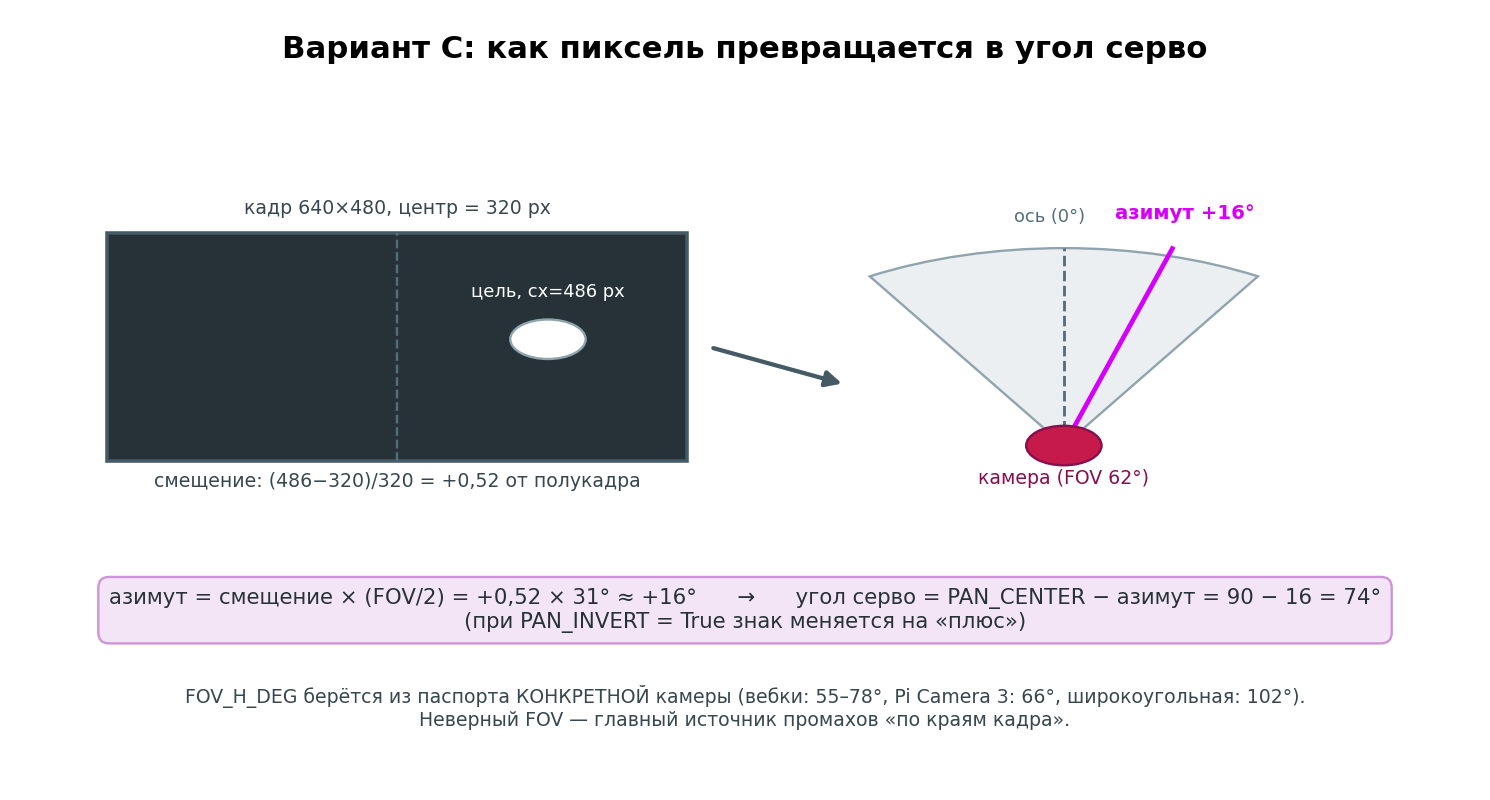 Вариант C: как пиксель превращается в угол серво
кадр 640×480, центр = 320 px
ось (0°)
азимут +16°
цель, cx=486 px
смещение: (486−320)/320 = +0,52 от полукадра
камера (FOV 62°)
азимут = смещение × (FOV/2) = +0,52 × 31° ≈ +16° → угол серво = PAN_CENTER − азимут = 90 − 16 = 74°
(при PAN_INVERT = True знак меняется на «плюс»)
FOV_H_DEG берётся из паспорта КОНКРЕТНОЙ камеры (вебки: 55–78°, Pi Camera 3: 66°, широкоугольная: 102°).
Неверный FOV — главный источник промахов «по краям кадра».